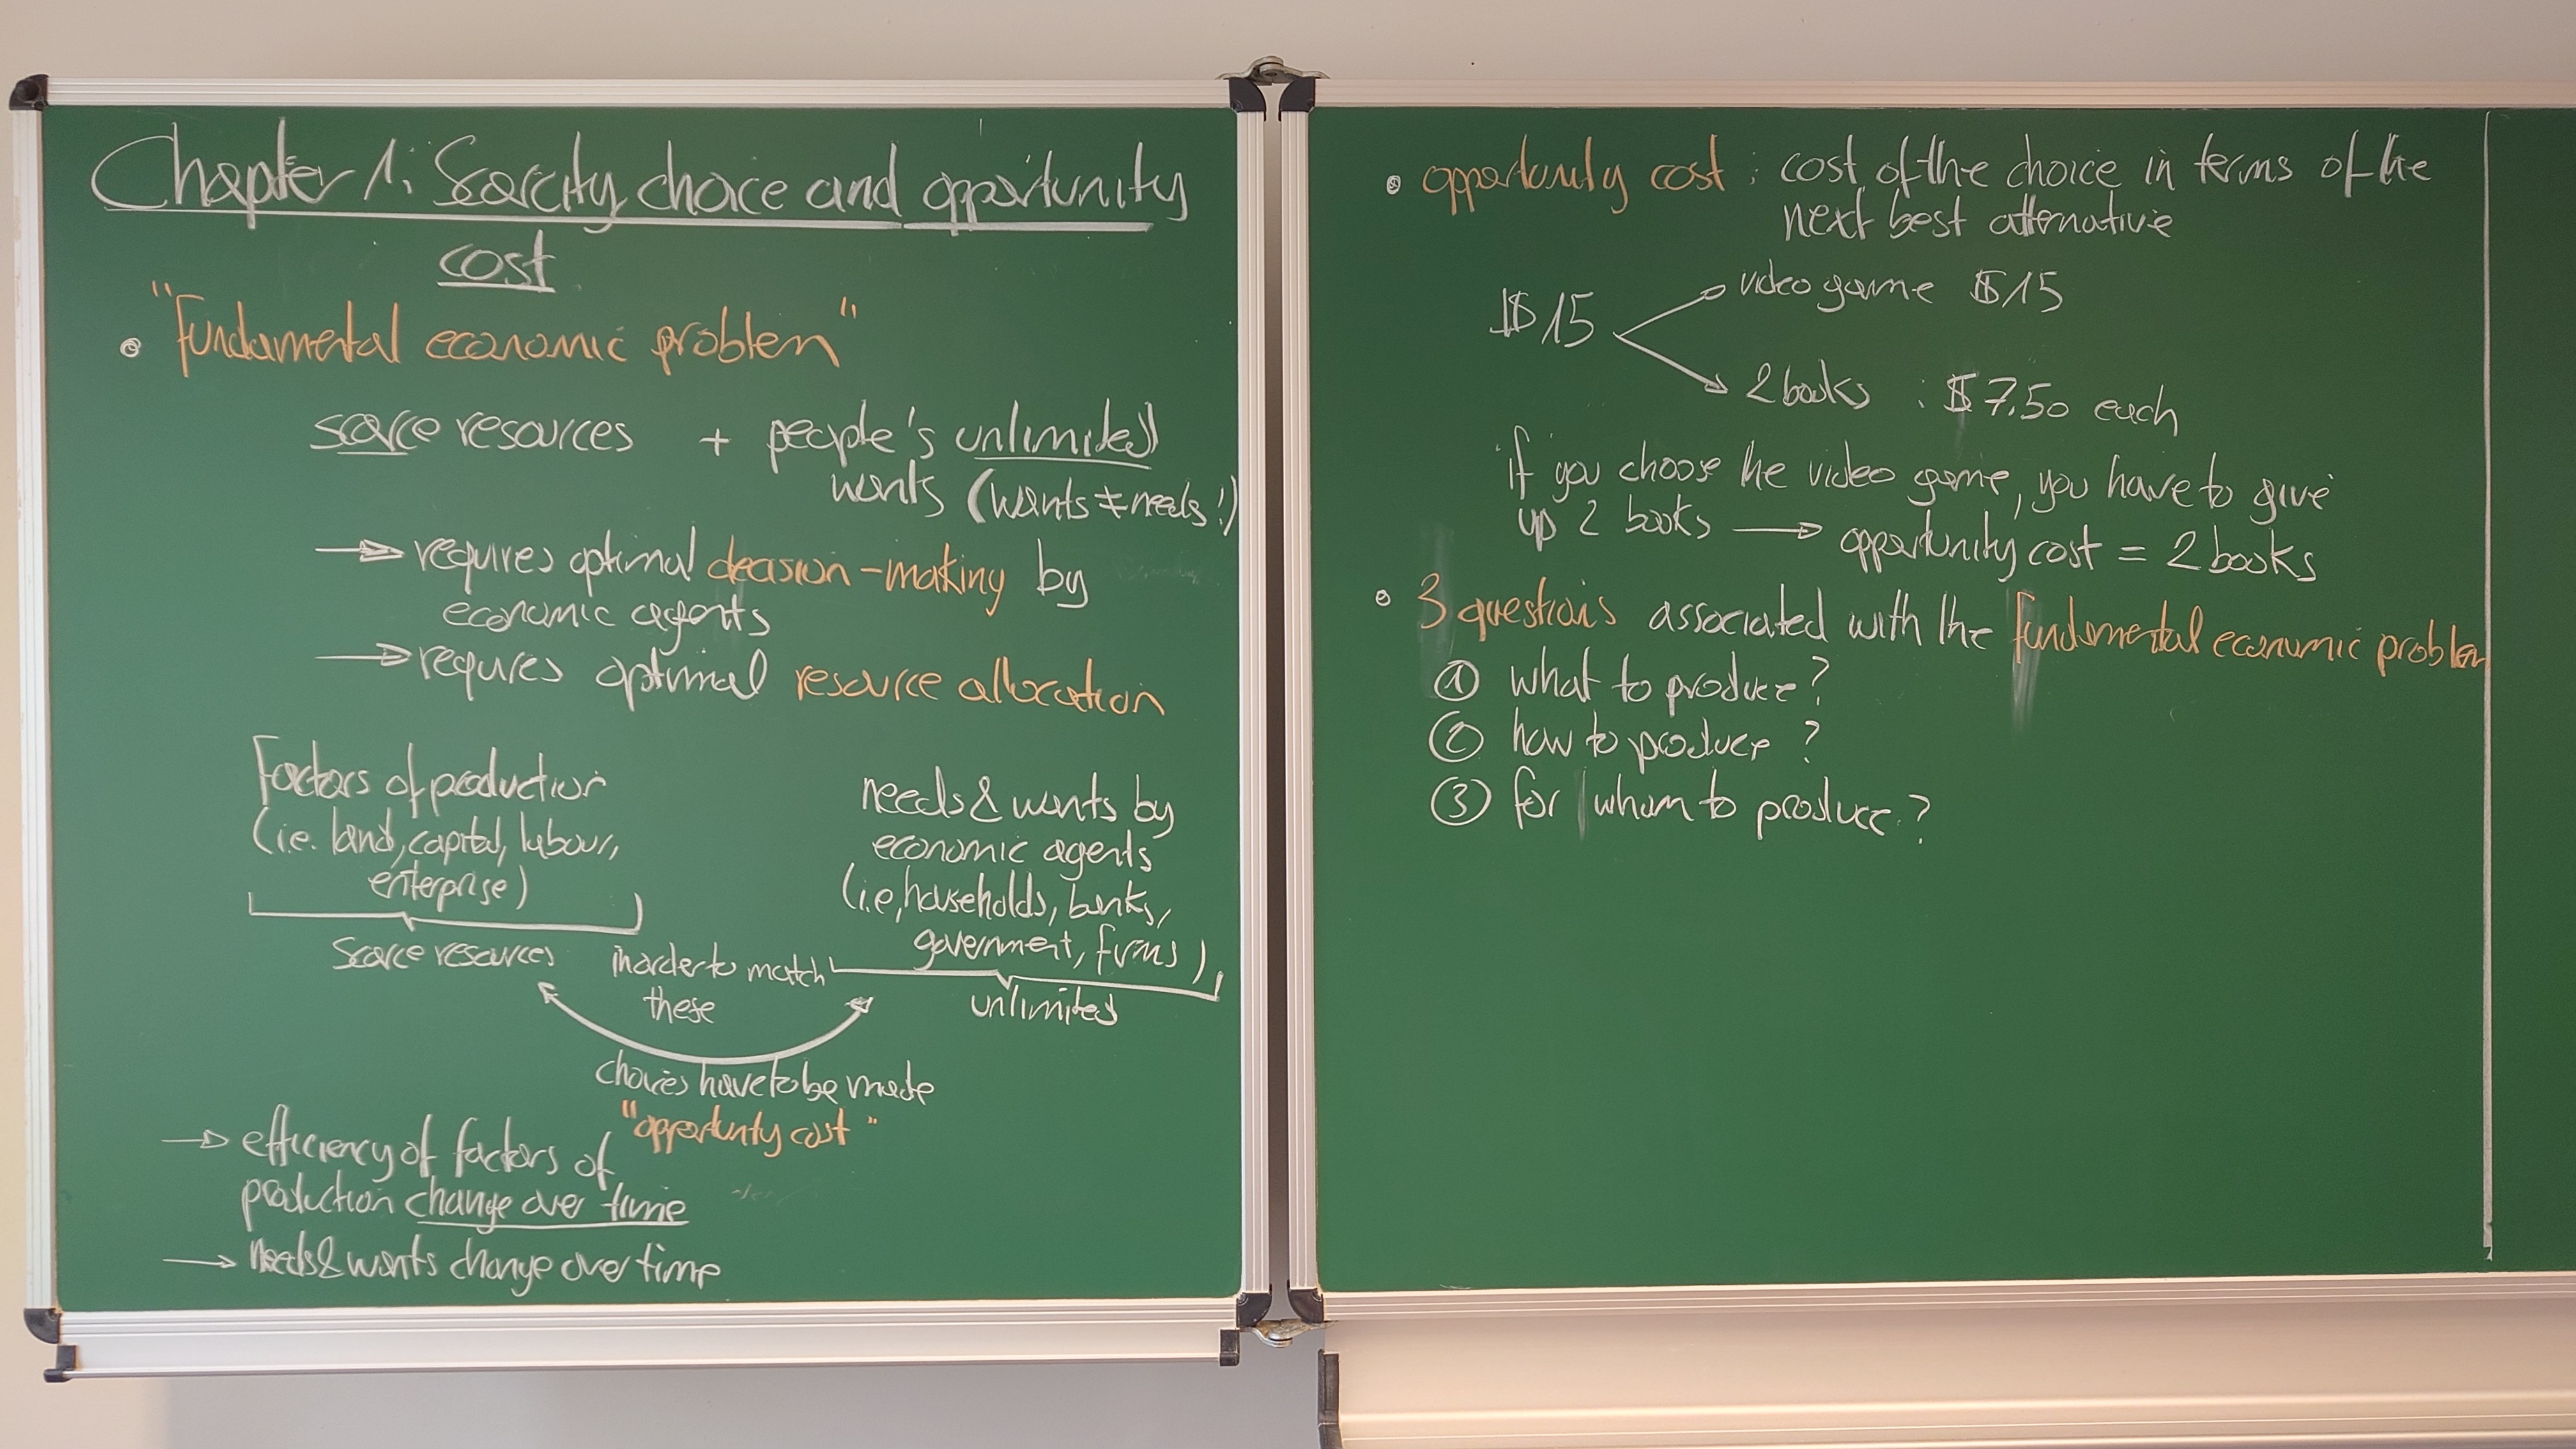 Chapter 1: Scarcity, choice and opportunity
cost
• "Fundamental economic problem"
scarce resources + people's unlimited
wants (wants ≠ needs!)
→ requires optimal decision-making by
economic agents
→ requires optimal resource allocation
Factors of production
(i.e. land, capital, labour,
enterprise)
scarce resources
needs & wants by
economic agents
(i.e, households, banks,
government, firms)
unlimited
in order to match
these
choices have to be made
"opportunity cost"
→ efficiency of factors of
production change over time
→ needs & wants change over time
• opportunity cost : cost of the choice in terms of the
next best alternative
$15
video game $15
2 books : $7.50 each
if you choose the video game, you have to give
up 2 books → opportunity cost = 2 books
• 3 questions associated with the fundamental economic problem
① what to produce?
② how to produce?
③ for whom to produce?